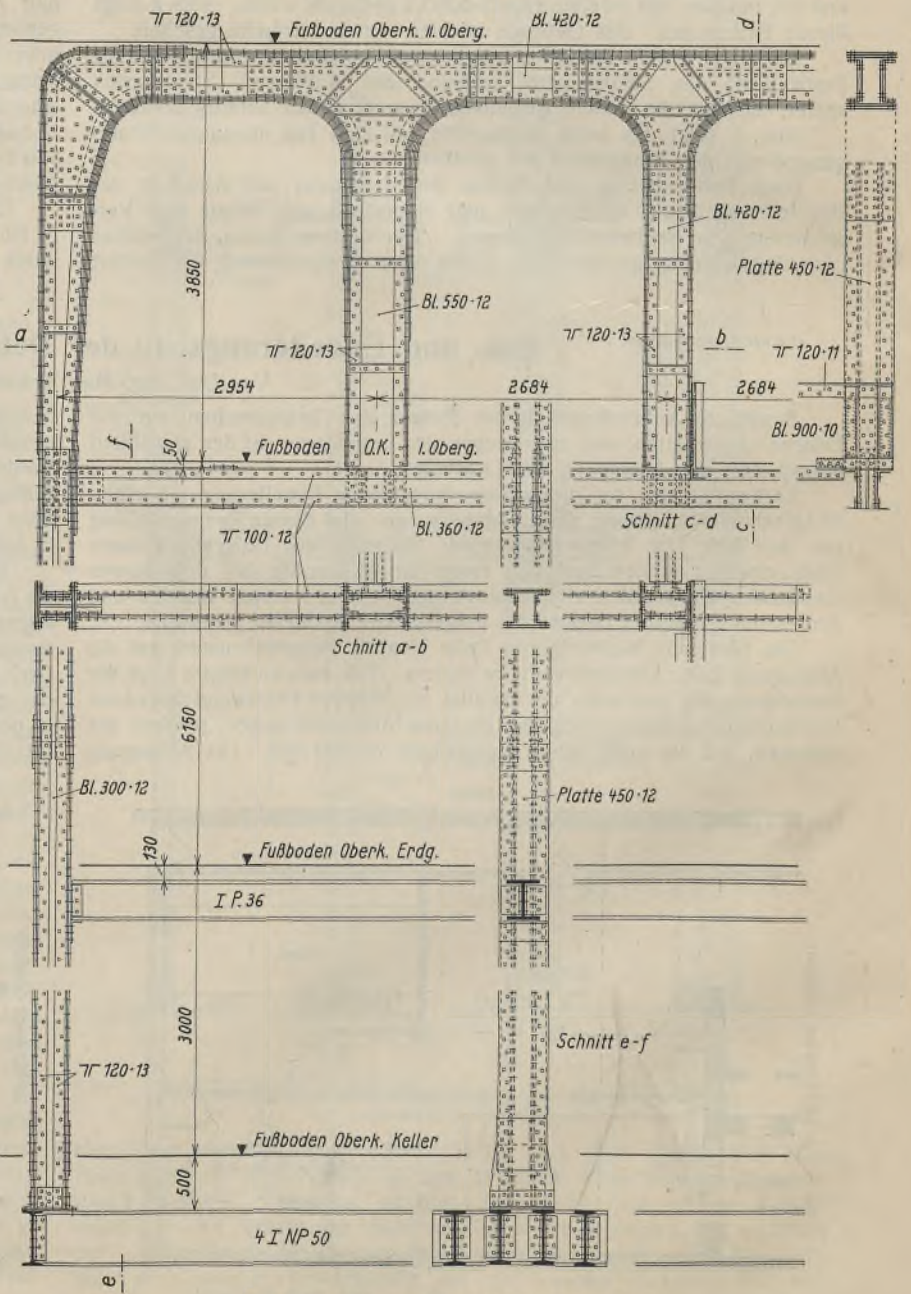 ⅂Γ 120·13
Fußboden Oberk. II. Oberg.
Bl. 420·12
d
3850
Bl. 420·12
Platte 450·12
Bl. 550·12
a
⅂Γ 120·13
⅂Γ 120·13
b
⅂Γ 120·11
2954
2684
2684
f
50
Fußboden O.K. I. Oberg.
Bl. 900·10
⅂Γ 100·12
Bl. 360·12
Schnitt c-d
c
Schnitt a-b
6150
Bl. 300·12
Platte 450·12
130
Fußboden Oberk. Erdg.
I P. 36
3000
Schnitt e-f
⅂Γ 120·13
Fußboden Oberk. Keller
500
4 I NP 50
e